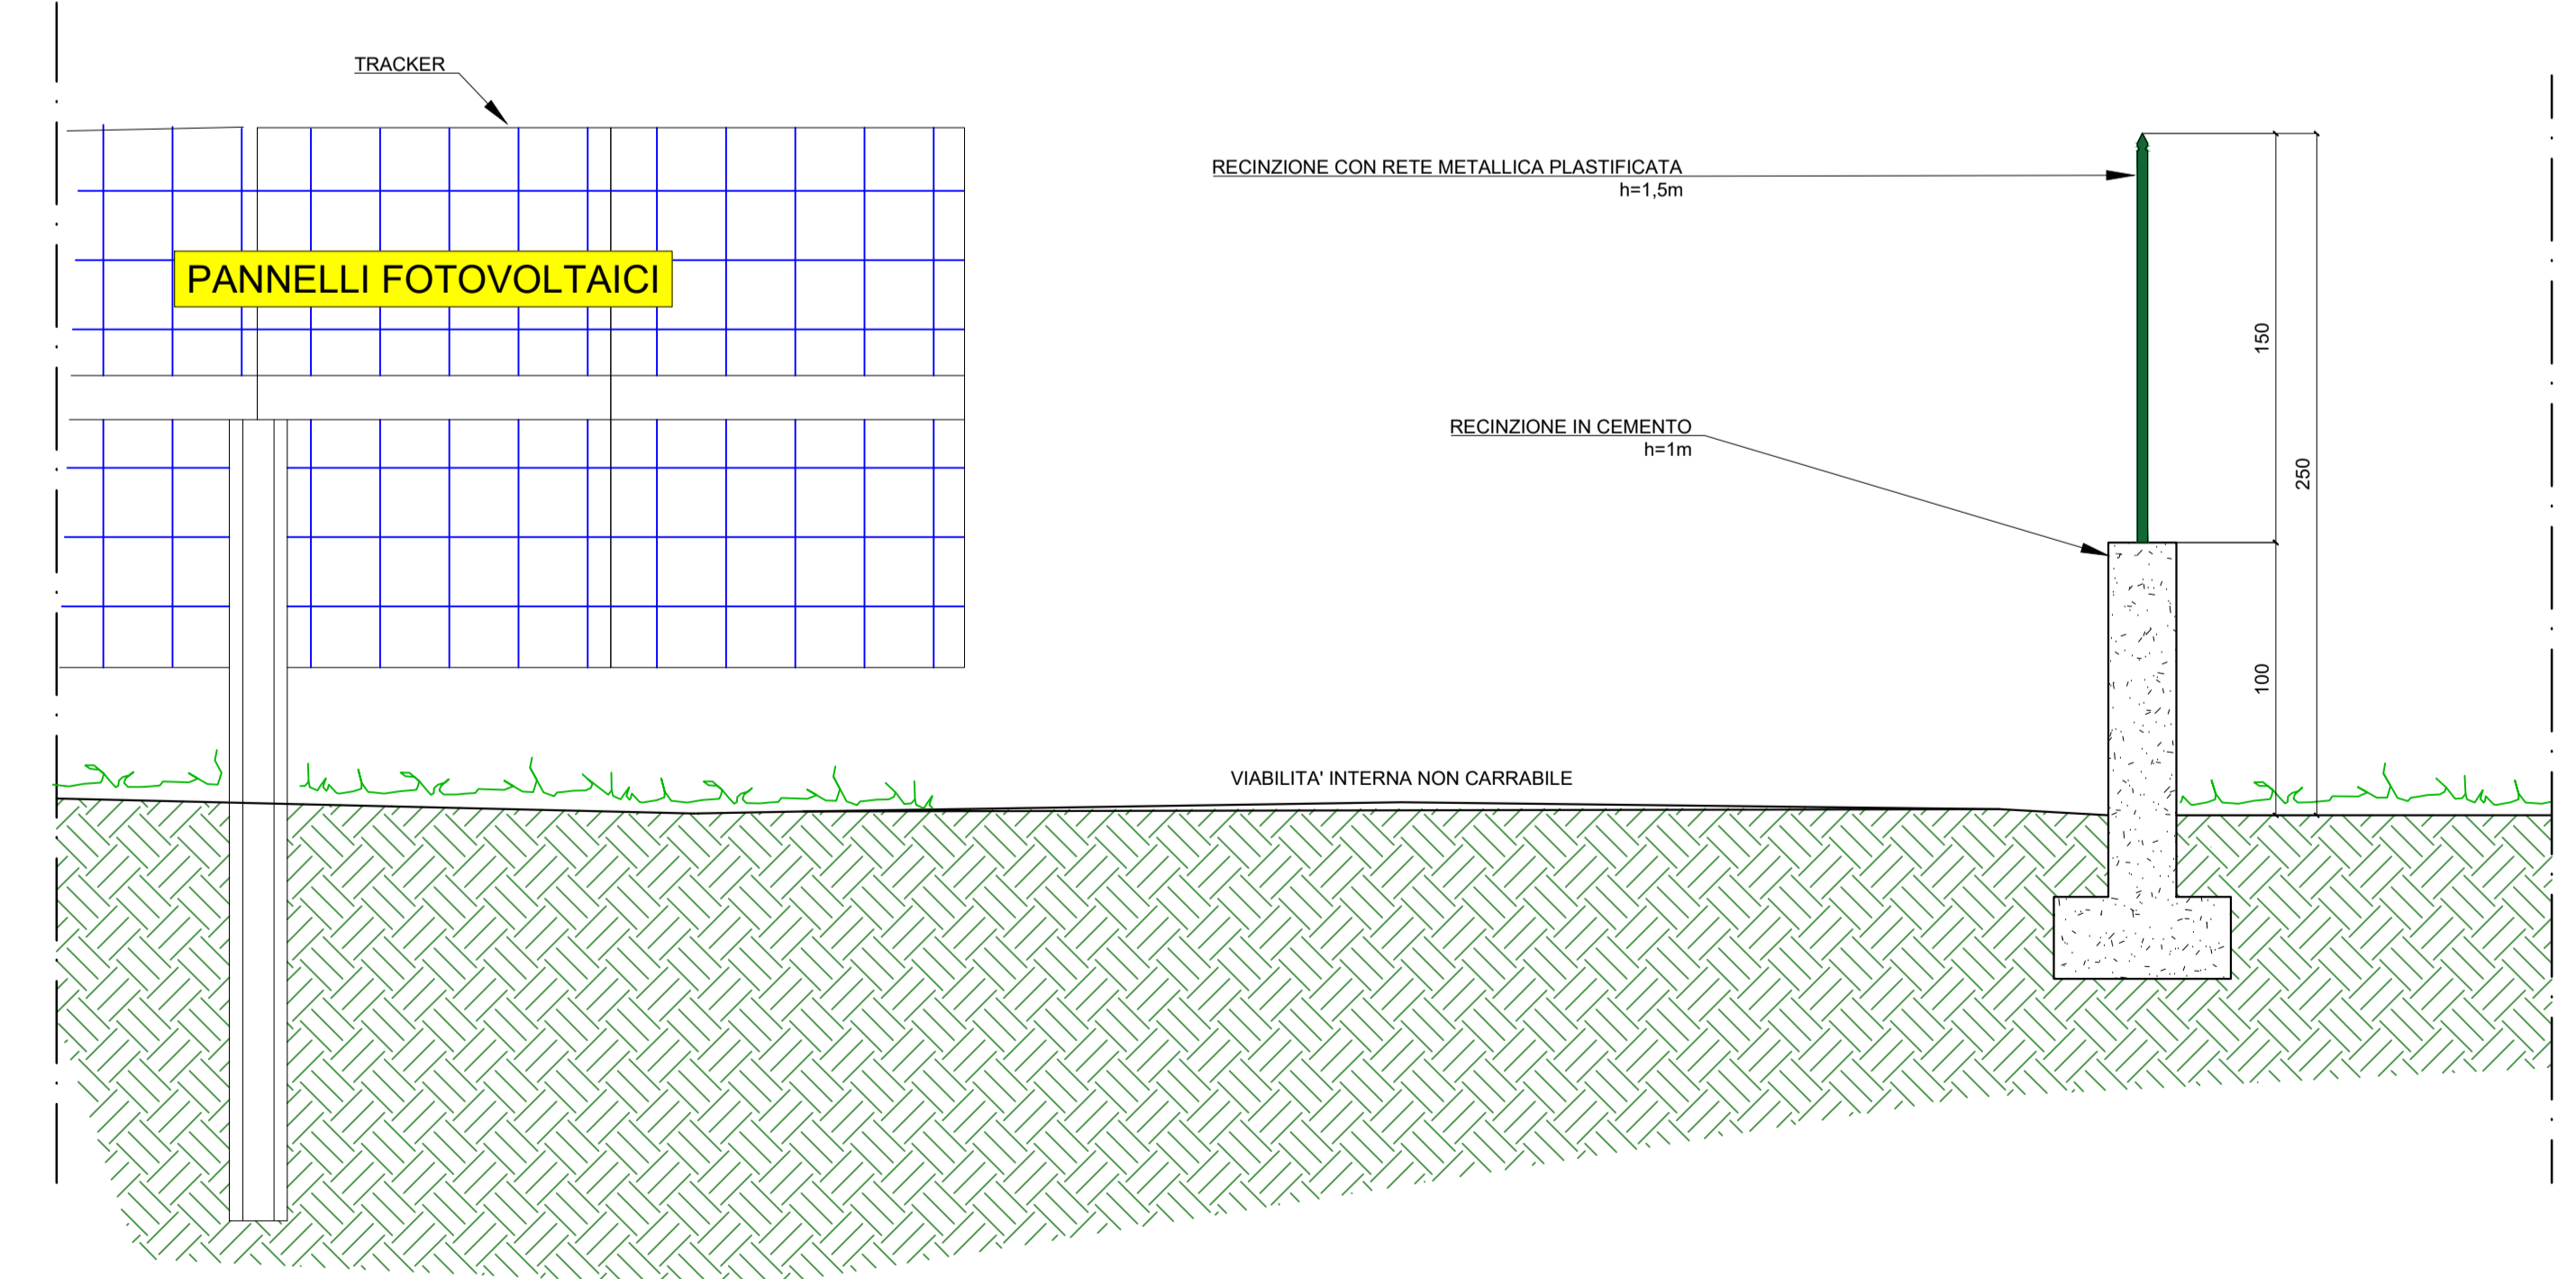 TRACKER
RECINZIONE CON RETE METALLICA PLASTIFICATA
h=1,5m
PANNELLI FOTOVOLTAICI
150
RECINZIONE IN CEMENTO
h=1m
250
100
VIABILITA' INTERNA NON CARRABILE